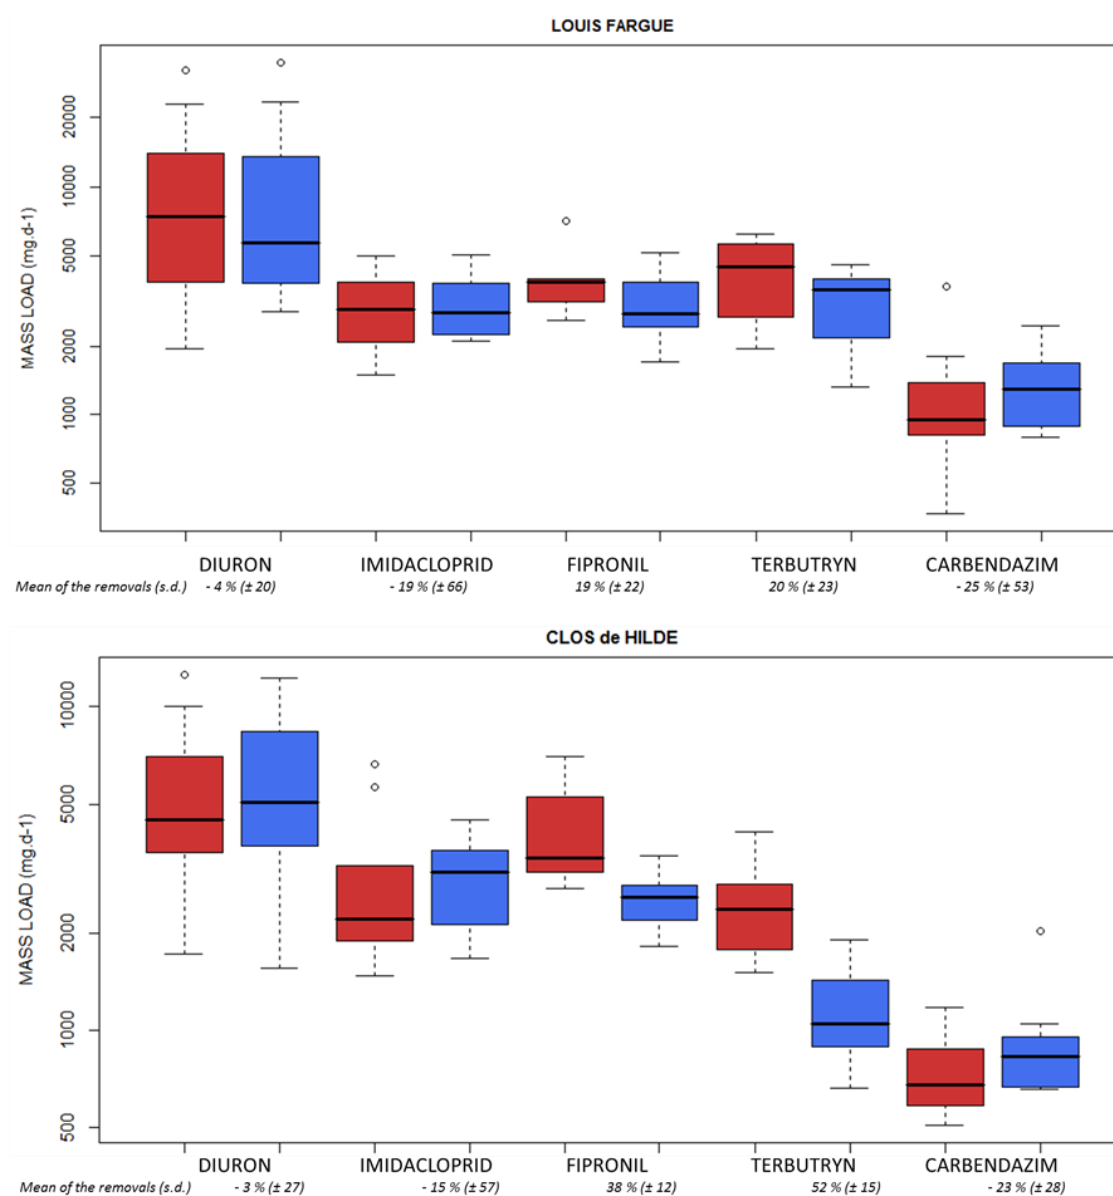 LOUIS FARGUE
MASS LOAD (mg.d-1)
20000
10000
5000
2000
1000
500
DIURON IMIDACLOPRID FIPRONIL TERBUTRYN CARBENDAZIM
Mean of the removals (s.d.) - 4 % (± 20) - 19 % (± 66) 19 % (± 22) 20 % (± 23) - 25 % (± 53)
CLOS de HILDE
MASS LOAD (mg.d-1)
10000
5000
2000
1000
500
DIURON IMIDACLOPRID FIPRONIL TERBUTRYN CARBENDAZIM
Mean of the removals (s.d.) - 3 % (± 27) - 15 % (± 57) 38 % (± 12) 52 % (± 15) - 23 % (± 28)